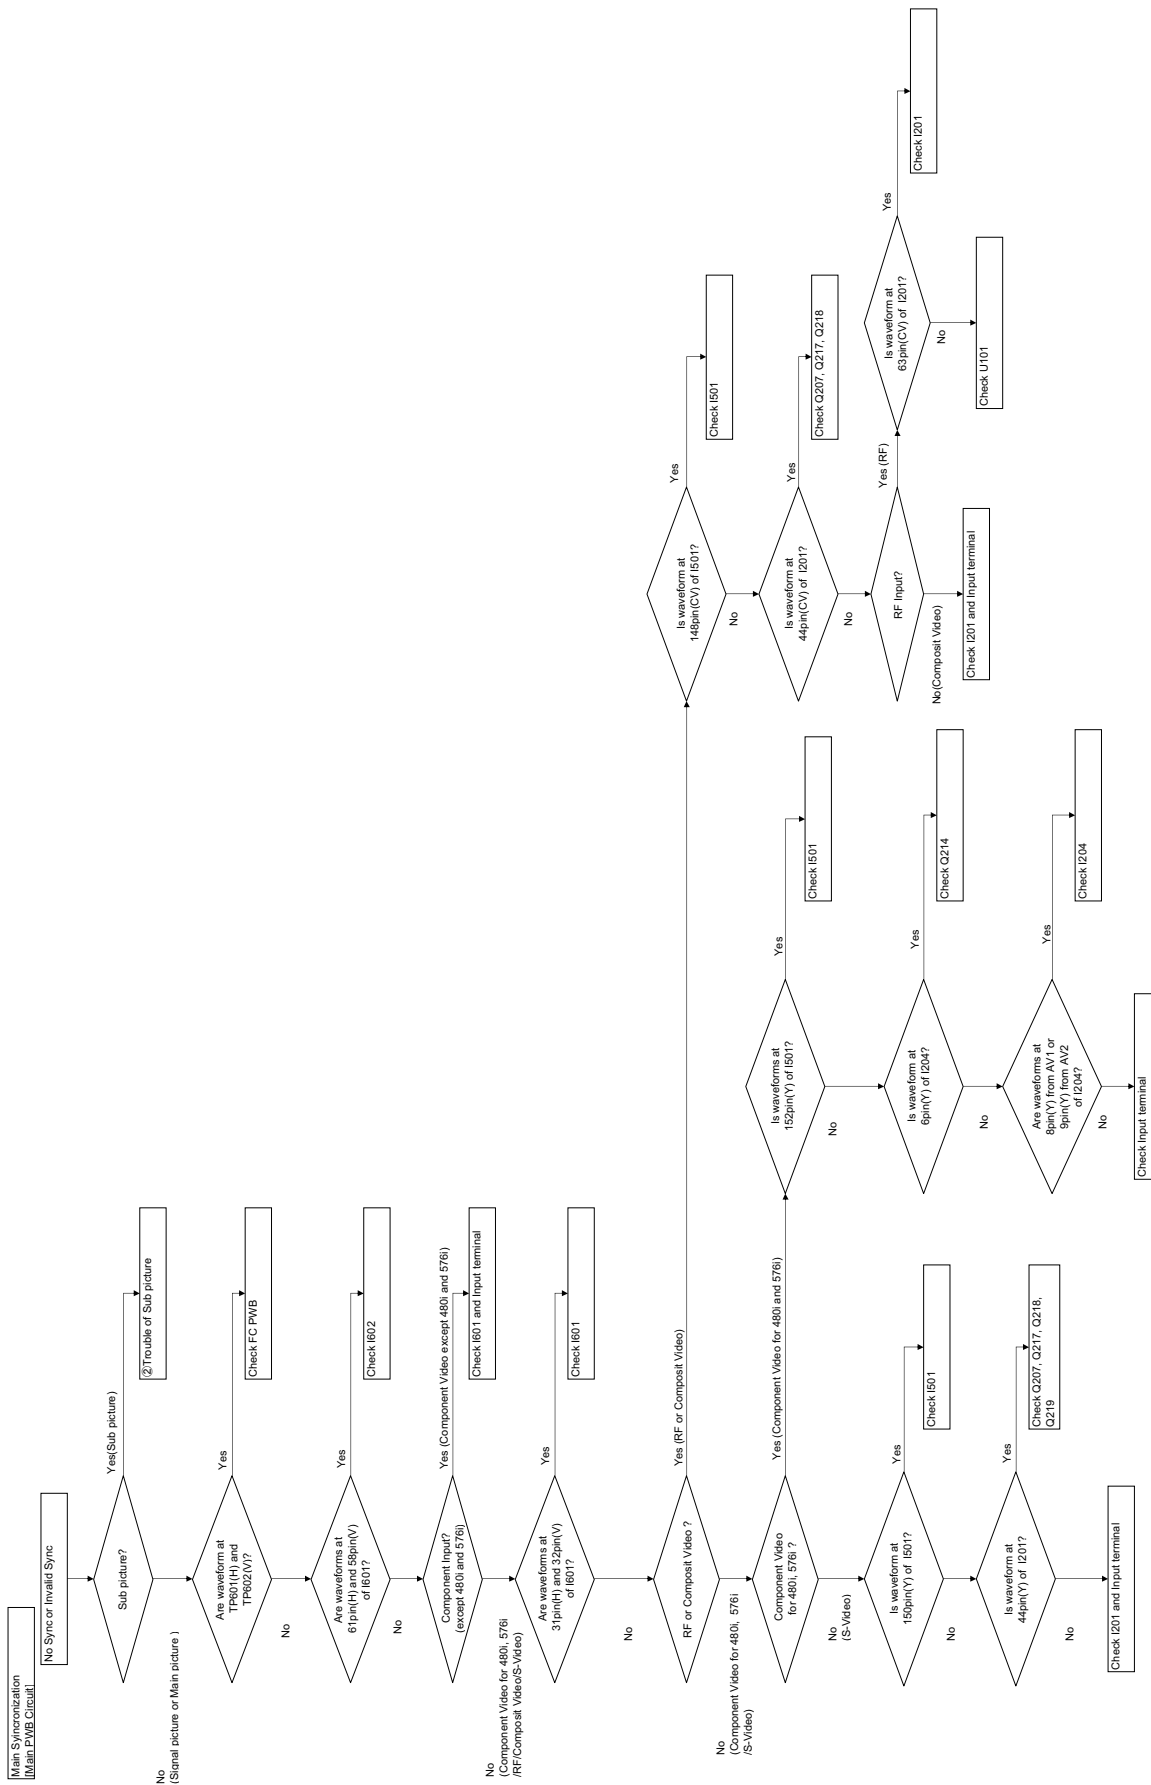 Main Syincronization
[Main PWB Circuit]
No Sync or Invalid Sync
Sub picture?
Yes(Sub picture)
②Trouble of Sub picture
No
(Signal picture or Main picture )
Are waveform at
TP601(H) and
TP602(V)?
Yes
Check FC PWB
No
Are waveforms at
61pin(H) and 58pin(V)
of I601?
Yes
Check I602
No
Component Input?
(except 480i and 576i)
Yes (Component Video except 480i and 576i)
Check I601 and Input terminal
No
(Component Video for 480i, 576i
/RF/Composit Video/S-Video)
Are waveforms at
31pin(H) and 32pin(V)
of I601?
Yes
Check I601
No
RF or Composit Video ?
Yes (RF or Composit Video)
No
(Component Video for 480i, 576i
/S-Video)
Component Video
for 480i, 576i ?
Yes (Component Video for 480i and 576i)
No
(S-Video)
Is waveform at
150pin(Y) of I501?
Yes
Check I501
No
Is waveform at
44pin(Y) of I201?
Yes
Check Q207, Q217, Q218,
Q219
No
Check I201 and Input terminal
Is waveforms at
152pin(Y) of I501?
Yes
Check I501
No
Is waveform at
6pin(Y) of I204?
Yes
Check Q214
No
Are waveforms at
8pin(Y) from AV1 or
9pin(Y) from AV2
of I204?
Yes
Check I204
No
Check Input terminal
Is waveform at
148pin(CV) of I501?
Yes
Check I501
No
Is waveform at
44pin(CV) of I201?
Yes
Check Q207, Q217, Q218
No
RF Input?
Yes (RF)
No(Composit Video)
Check I201 and Input terminal
Is waveform at
63pin(CV) of I201?
Yes
Check I201
No
Check U101